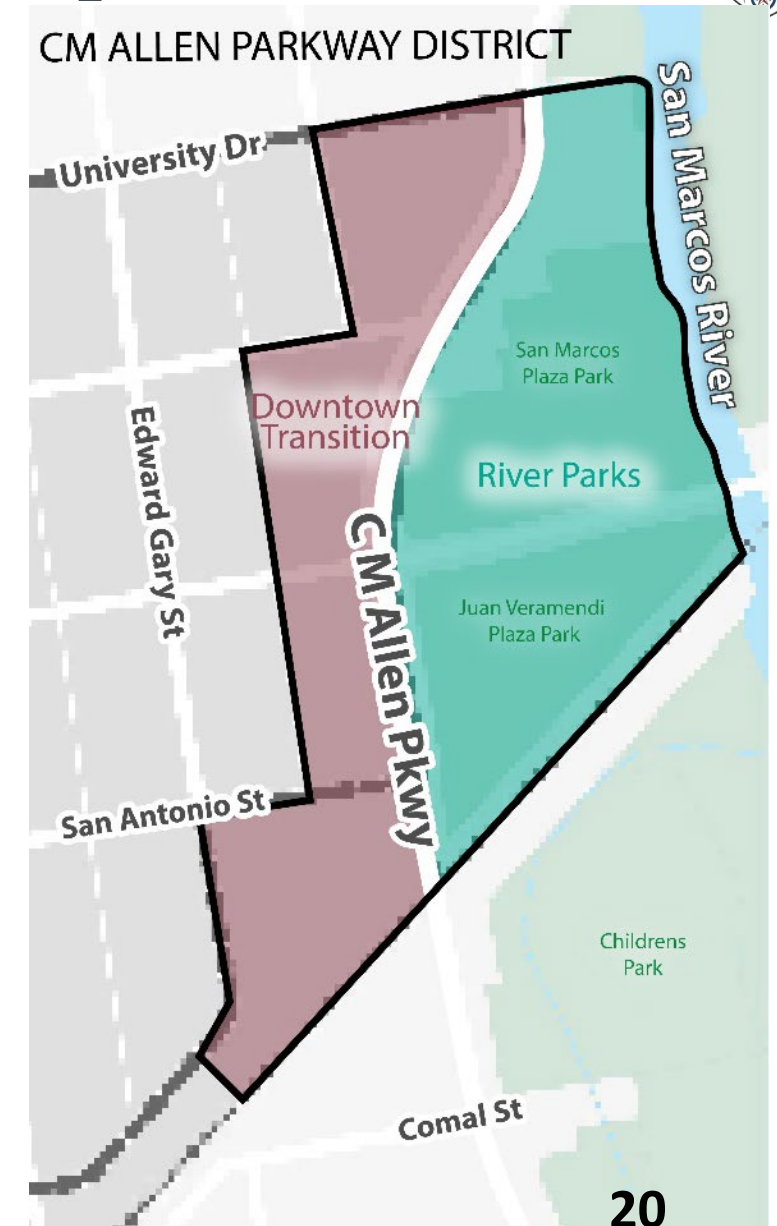 CM ALLEN PARKWAY DISTRICT
University Dr.
San Marcos River
San Marcos
Plaza Park
Downtown
Transition
River Parks
Edward Gary St
C M Allen Pkwy
Juan Veramendi
Plaza Park
San Antonio St
Childrens
Park
Comal St
20